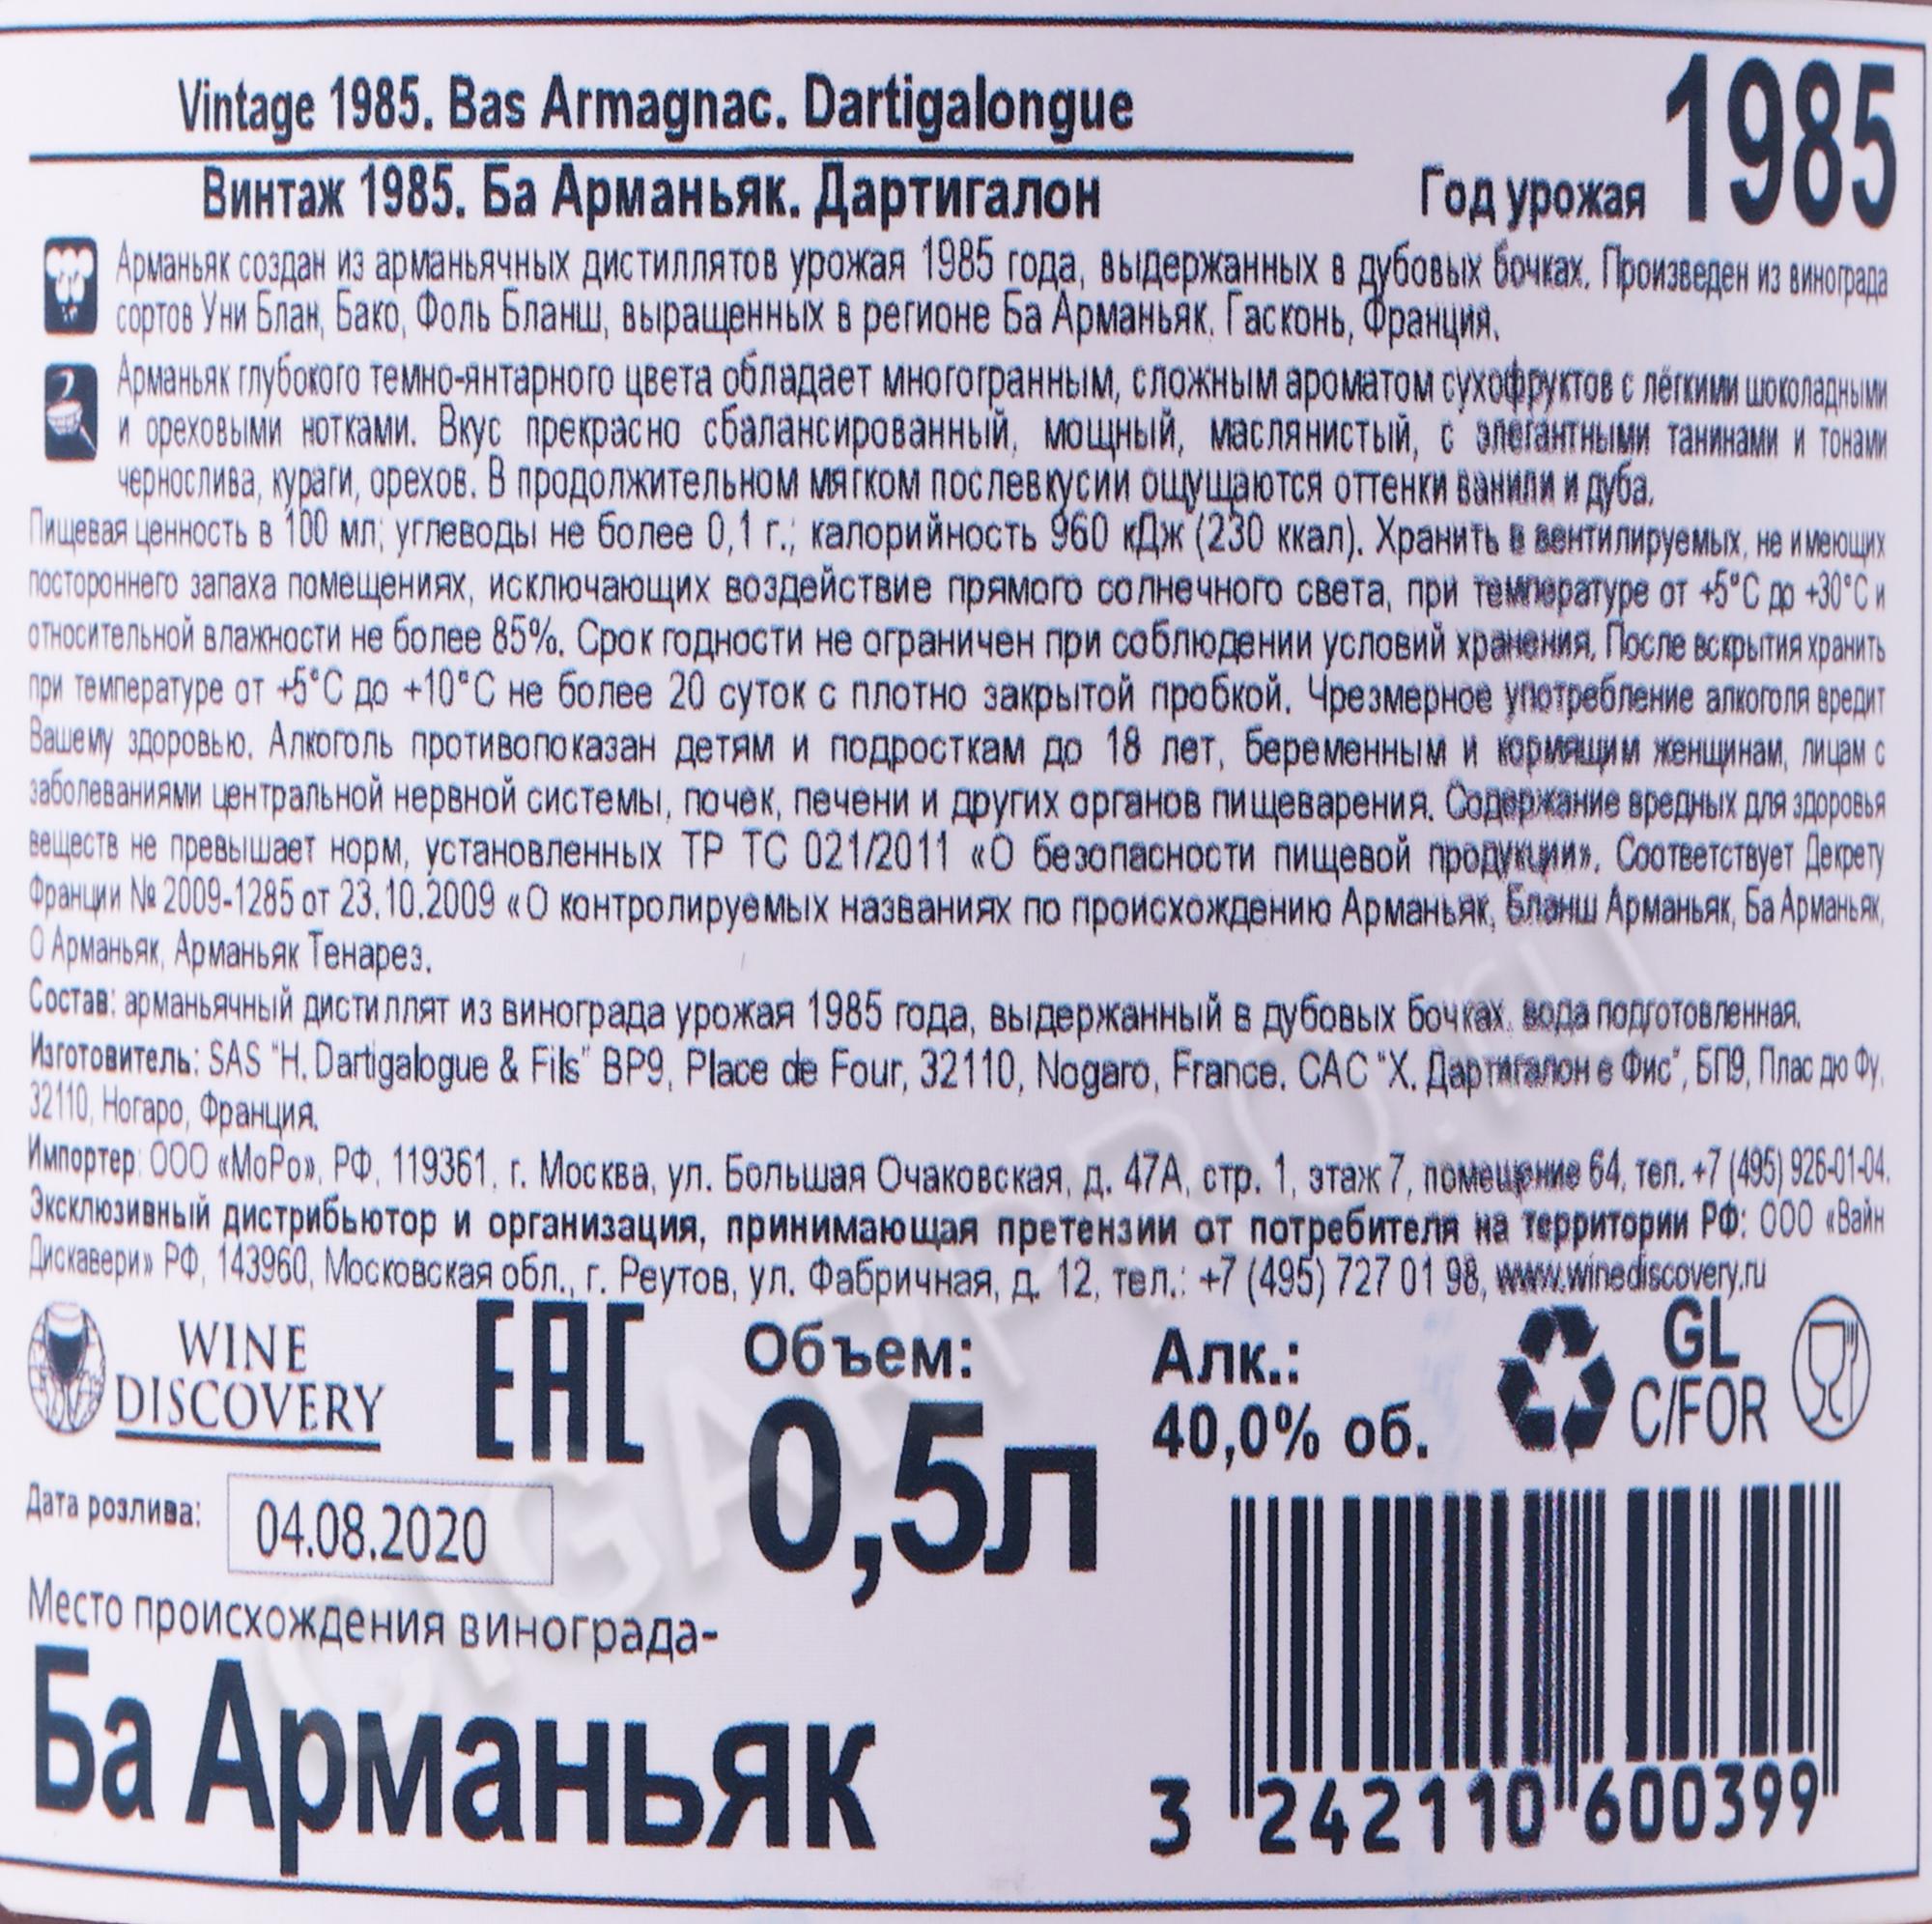 Vintage 1985. Bas Armagnac. Dartigalongue
Винтаж 1985. Ба Арманьяк. Дартигалон
Год урожая 1985
Арманьяк создан из арманьячных дистиллятов урожая 1985 года, выдержанных в дубовых бочках. Произведен из винограда
сортов Уни Блан, Бако, Фоль Бланш, выращенных в регионе Ба Арманьяк, Гасконь, Франция.
Арманьяк глубокого темно-янтарного цвета обладает многогранным, сложным ароматом сухофруктов с лёгкими шоколадными
и ореховыми нотками. Вкус прекрасно сбалансированный, мощный, маслянистый, с элегантными танинами и тонами
чернослива, кураги, орехов. В продолжительном мягком послевкусии ощущаются оттенки ванили и дуба.
Пищевая ценность в 100 мл; углеводы не более 0,1 г.; калорийность 960 кДж (230 ккал). Хранить в вентилируемых, не имеющих
постороннего запаха помещениях, исключающих воздействие прямого солнечного света, при температуре от +5°С до +30°С и
относительной влажности не более 85%. Срок годности не ограничен при соблюдении условий хранения. После вскрытия хранить
при температуре от +5°С до +10°С не более 20 суток с плотно закрытой пробкой. Чрезмерное употребление алкоголя вредит
Вашему здоровью. Алкоголь противопоказан детям и подросткам до 18 лет, беременным и кормящим женщинам, лицам с
заболеваниями центральной нервной системы, почек, печени и других органов пищеварения. Содержание вредных для здоровья
веществ не превышает норм, установленных ТР ТС 021/2011 «О безопасности пищевой продукции». Соответствует Декрету
Франции № 2009-1285 от 23.10.2009 «О контролируемых названиях по происхождению Арманьяк, Бланш Арманьяк, Ба Арманьяк,
О Арманьяк, Арманьяк Тенарез.
Состав: арманьячный дистиллят из винограда урожая 1985 года, выдержанный в дубовых бочках, вода подготовленная.
Изготовитель: SAS "H. Dartigalogue & Fils" BP9, Place de Four, 32110, Nogaro, France. САС "Х. Дартигалон е Фис", БП9, Плас дю Фу,
32110, Ногаро, Франция.
Импортер: ООО «МоРо», РФ, 119361, г. Москва, ул. Большая Очаковская, д. 47А, стр. 1, этаж 7, помещение 64, тел. +7 (495) 926-01-04.
Эксклюзивный дистрибьютор и организация, принимающая претензии от потребителя на территории РФ: ООО «Вайн
Дискавери» РФ, 143960, Московская обл., г. Реутов, ул. Фабричная, д. 12, тел.: +7 (495) 727 01 98, www.winediscovery.ru
WINE
DISCOVERY
EAC
Объем:
0,5л
Алк.:
40,0% об.
GL
C/FOR
Дата розлива: 04.08.2020
Место происхождения винограда-
Ба Арманьяк
3 242110 600399
CIGARPRO.ru